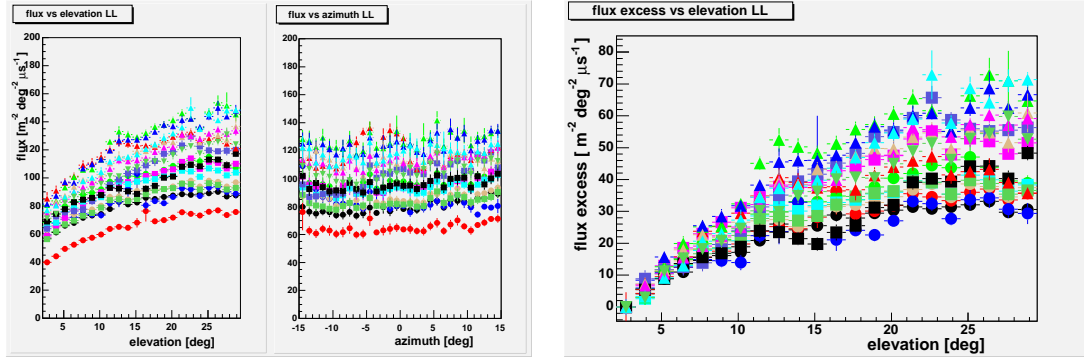 flux vs elevation LL
flux [m⁻² deg⁻² μs⁻¹]
200
180
160
140
120
100
80
60
40
20
0
5 10 15 20 25
elevation [deg]
flux vs azimuth LL
200
180
160
140
120
100
80
60
40
20
0
-15 -10 -5 0 5 10 15
azimuth [deg]
flux excess vs elevation LL
flux excess [ m⁻² deg⁻² μs⁻¹]
80
70
60
50
40
30
20
10
0
5 10 15 20 25
elevation [deg]